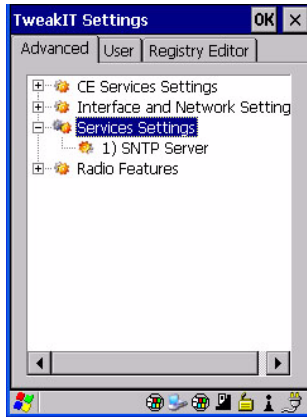 TweakIT Settings OK
Advanced User Registry Editor
CE Services Settings
Interface and Network Setting
Services Settings
1) SNTP Server
Radio Features